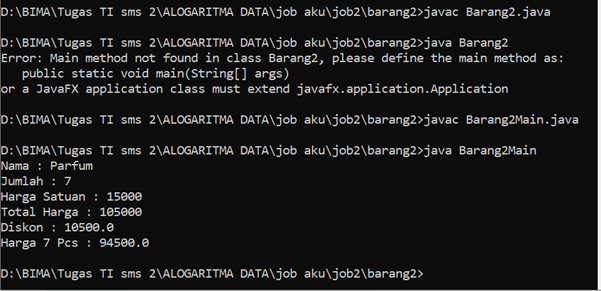 D:\BIMA\Tugas TI sms 2\ALOGARITMA DATA\job aku\job2\barang2>javac Barang2.java
D:\BIMA\Tugas TI sms 2\ALOGARITMA DATA\job aku\job2\barang2>java Barang2
Error: Main method not found in class Barang2, please define the main method as:
   public static void main(String[] args)
or a JavaFX application class must extend javafx.application.Application
D:\BIMA\Tugas TI sms 2\ALOGARITMA DATA\job aku\job2\barang2>javac Barang2Main.java
D:\BIMA\Tugas TI sms 2\ALOGARITMA DATA\job aku\job2\barang2>java Barang2Main
Nama : Parfum
Jumlah : 7
Harga Satuan : 15000
Total Harga : 105000
Diskon : 10500.0
Harga 7 Pcs : 94500.0
D:\BIMA\Tugas TI sms 2\ALOGARITMA DATA\job aku\job2\barang2>